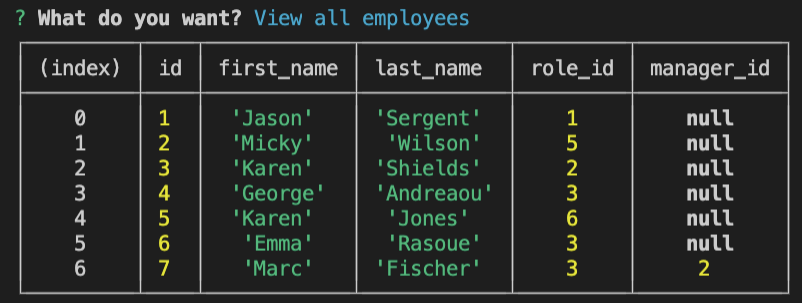 ? What do you want? View all employees
(index) id first_name last_name role_id manager_id
0 1 'Jason' 'Sergent' 1 null
1 2 'Micky' 'Wilson' 5 null
2 3 'Karen' 'Shields' 2 null
3 4 'George' 'Andreaou' 3 null
4 5 'Karen' 'Jones' 6 null
5 6 'Emma' 'Rasoue' 3 null
6 7 'Marc' 'Fischer' 3 2